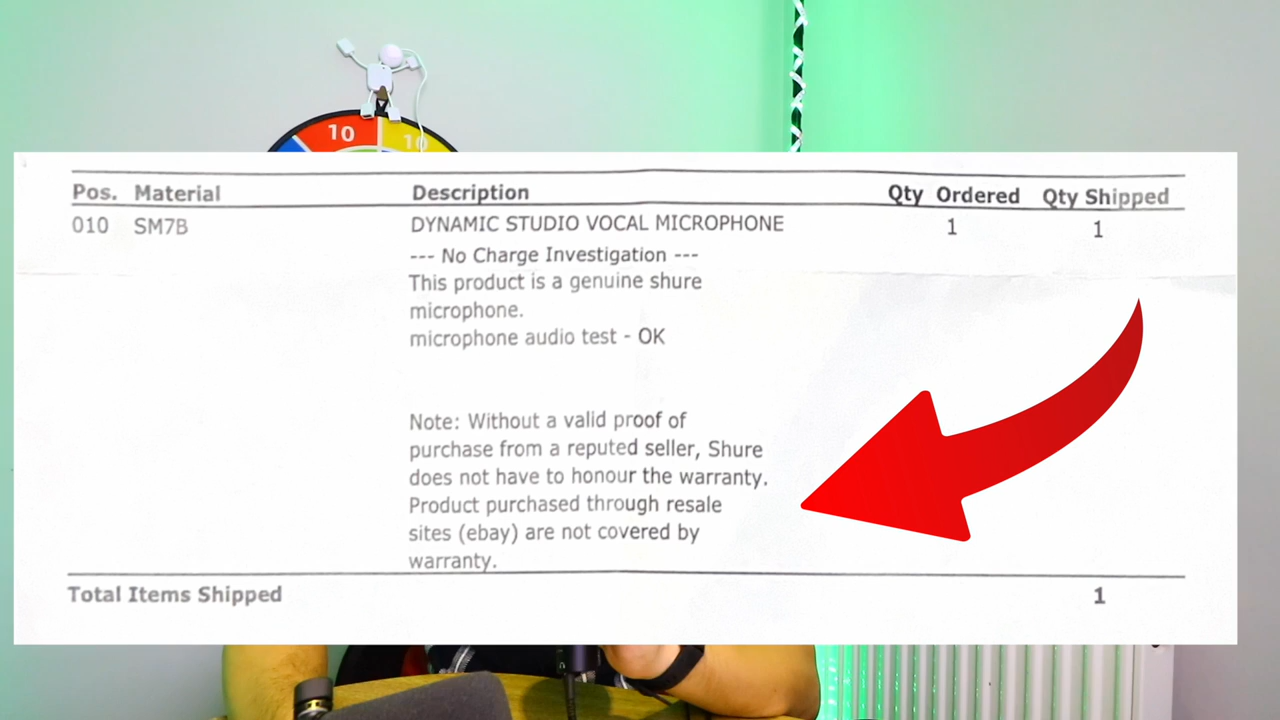 10 10
Pos. Material Description Qty Ordered Qty Shipped
010 SM7B DYNAMIC STUDIO VOCAL MICROPHONE 1 1
--- No Charge Investigation ---
This product is a genuine shure
microphone.
microphone audio test - OK
Note: Without a valid proof of
purchase from a reputed seller, Shure
does not have to honour the warranty.
Product purchased through resale
sites (ebay) are not covered by
warranty.
Total Items Shipped 1